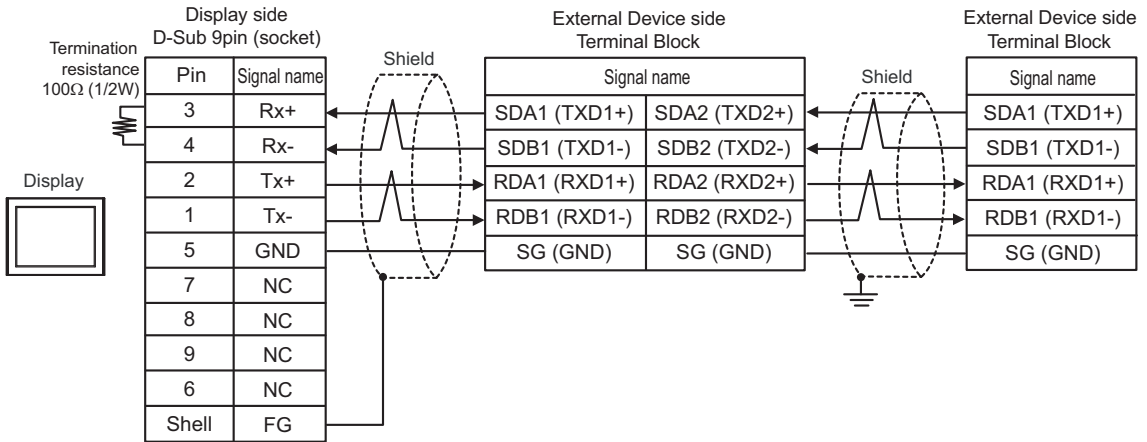 Display side
D-Sub 9pin (socket)
External Device side
Terminal Block
External Device side
Terminal Block
Termination
resistance
100Ω (1/2W)
Shield
Shield
Display
Pin Signal name
3 Rx+
4 Rx-
2 Tx+
1 Tx-
5 GND
7 NC
8 NC
9 NC
6 NC
Shell FG
Signal name
SDA1 (TXD1+) SDA2 (TXD2+)
SDB1 (TXD1-) SDB2 (TXD2-)
RDA1 (RXD1+) RDA2 (RXD2+)
RDB1 (RXD1-) RDB2 (RXD2-)
SG (GND) SG (GND)
Signal name
SDA1 (TXD1+)
SDB1 (TXD1-)
RDA1 (RXD1+)
RDB1 (RXD1-)
SG (GND)